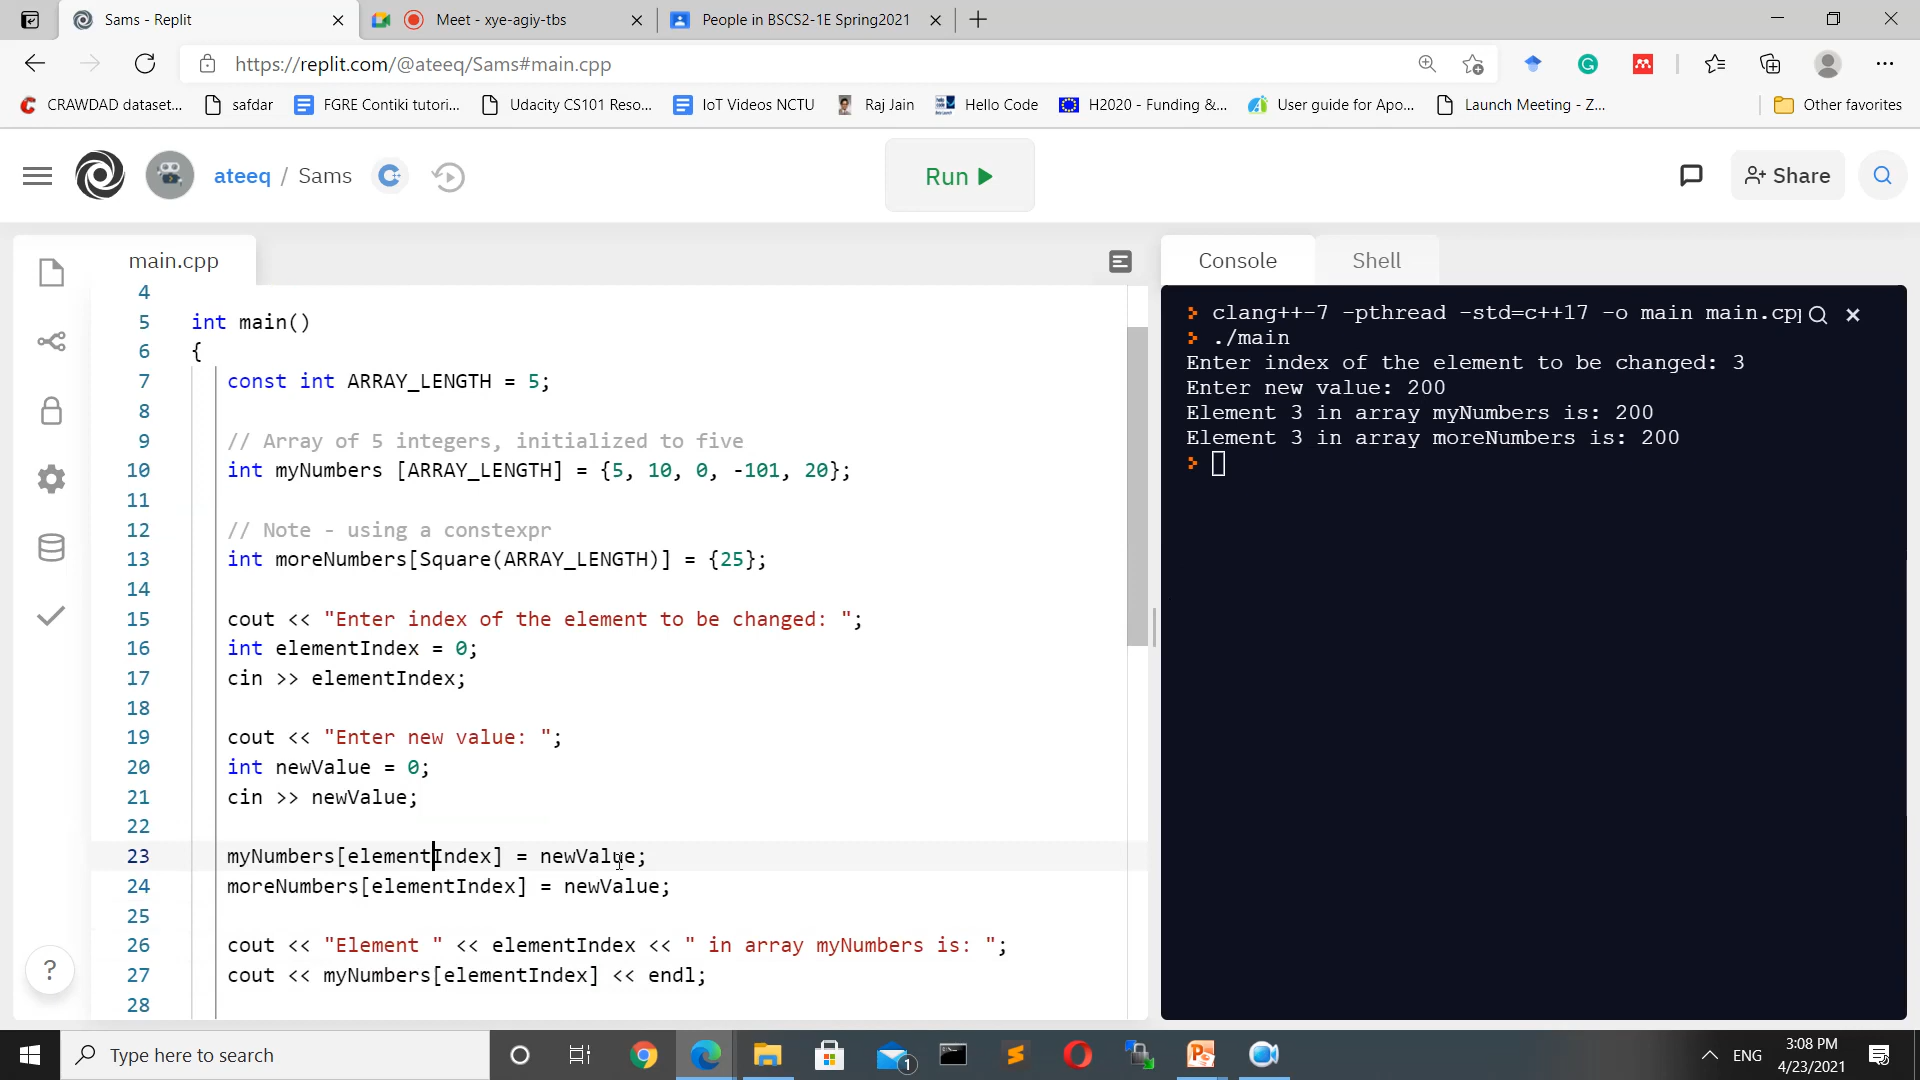 Sams - Replit
Meet - xye-agiy-tbs
People in BSCS2-1E Spring2021
https://replit.com/@ateeq/Sams#main.cpp
CRAWDAD dataset...
safdar
FGRE Contiki tutori...
Udacity CS101 Reso...
IoT Videos NCTU
Raj Jain
Hello Code
H2020 - Funding &...
User guide for Apo...
Launch Meeting - Z...
Other favorites
ateeq / Sams
Run
Share
main.cpp
4
5 int main()
6 {
7 const int ARRAY_LENGTH = 5;
8
9 // Array of 5 integers, initialized to five
10 int myNumbers [ARRAY_LENGTH] = {5, 10, 0, -101, 20};
11
12 // Note - using a constexpr
13 int moreNumbers[Square(ARRAY_LENGTH)] = {25};
14
15 cout << "Enter index of the element to be changed: ";
16 int elementIndex = 0;
17 cin >> elementIndex;
18
19 cout << "Enter new value: ";
20 int newValue = 0;
21 cin >> newValue;
22
23 myNumbers[elementIndex] = newValue;
24 moreNumbers[elementIndex] = newValue;
25
26 cout << "Element " << elementIndex << " in array myNumbers is: ";
27 cout << myNumbers[elementIndex] << endl;
28
Console
Shell
clang++-7 -pthread -std=c++17 -o main main.cp
./main
Enter index of the element to be changed: 3
Enter new value: 200
Element 3 in array myNumbers is: 200
Element 3 in array moreNumbers is: 200
?
Type here to search
1
ENG
3:08 PM
4/23/2021